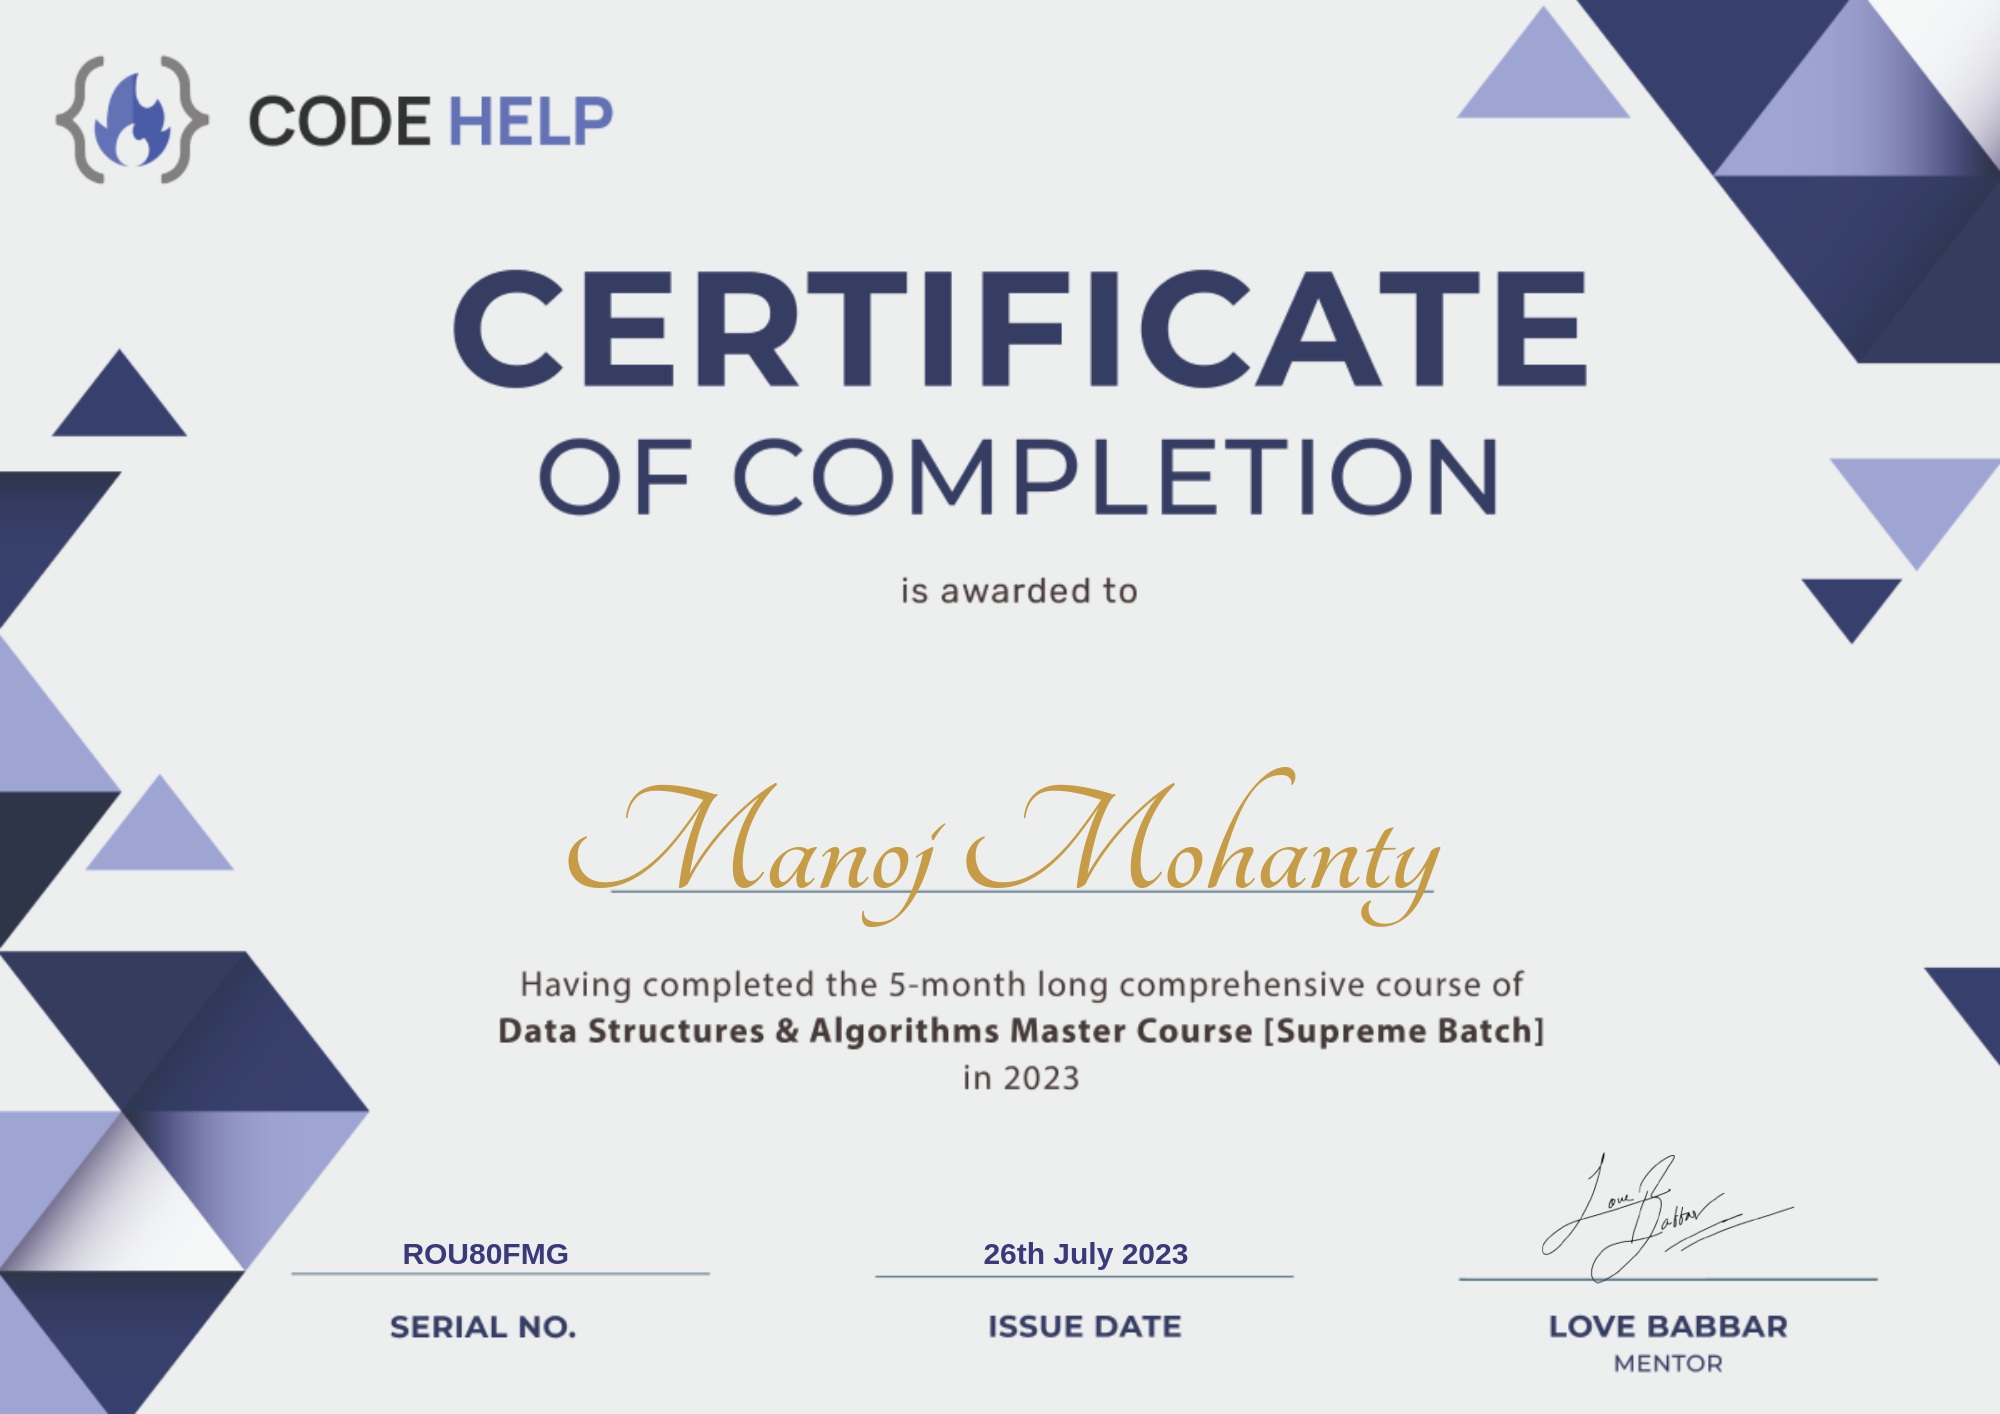 CODE HELP
CERTIFICATE
OF COMPLETION
is awarded to
Manoj Mohanty
Having completed the 5-month long comprehensive course of
Data Structures & Algorithms Master Course [Supreme Batch]
in 2023
Love Babbar
ROU80FMG
26th July 2023
SERIAL NO.
ISSUE DATE
LOVE BABBAR
MENTOR